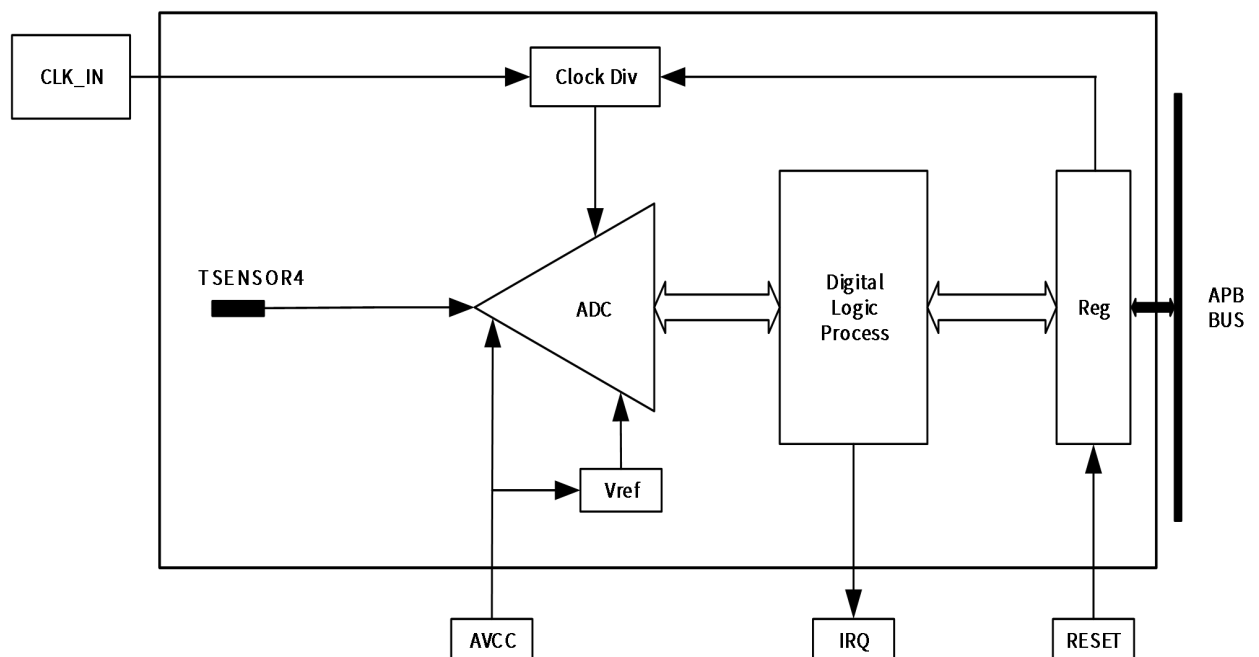 CLK_IN
Clock Div
TSENSOR4
ADC
Digital
Logic
Process
Reg
APB
BUS
Vref
AVCC
IRQ
RESET